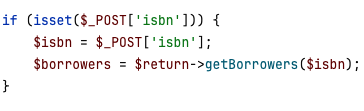 if (isset($_POST['isbn'])) {
    $isbn = $_POST['isbn'];
    $borrowers = $return->getBorrowers($isbn);
}